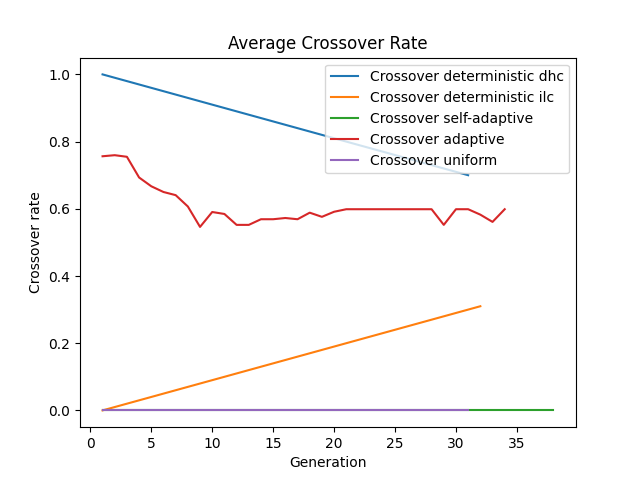 Average Crossover Rate
Crossover deterministic dhc
Crossover deterministic ilc
Crossover self-adaptive
Crossover adaptive
Crossover uniform
Crossover rate
1.0
0.8
0.6
0.4
0.2
0.0
0 5 10 15 20 25 30 35
Generation